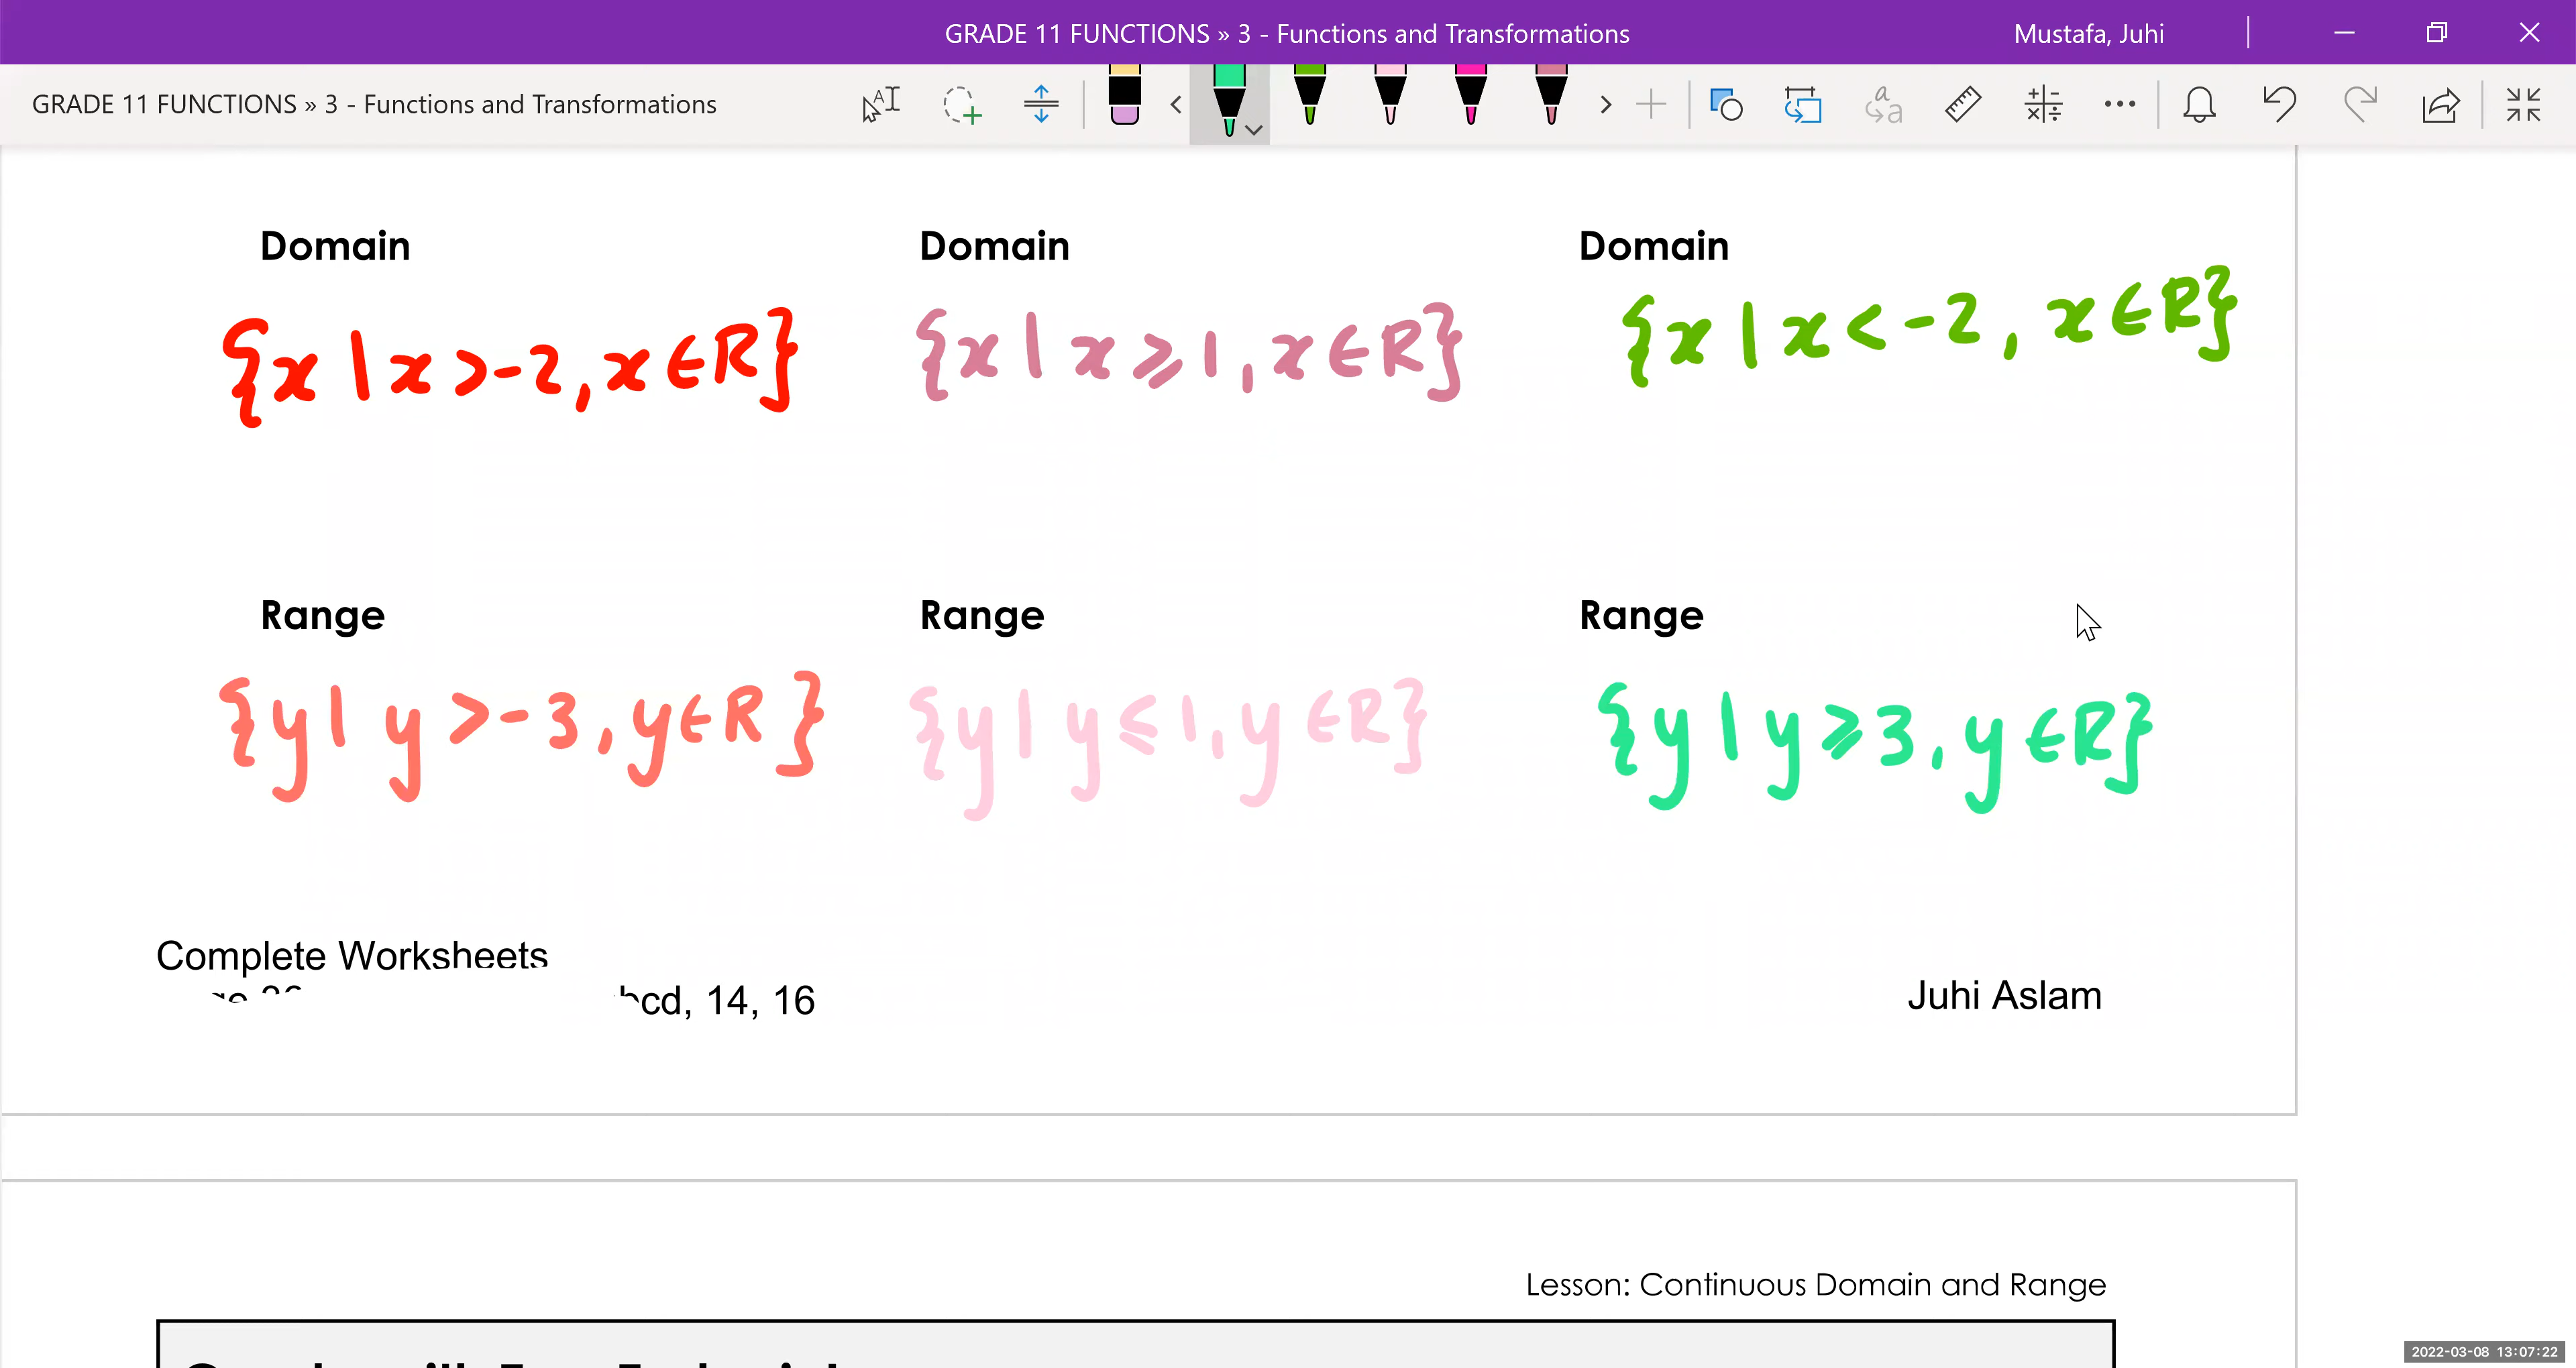 GRADE 11 FUNCTIONS » 3 - Functions and Transformations
Mustafa, Juhi
GRADE 11 FUNCTIONS » 3 - Functions and Transformations
Domain Domain Domain
{x | x > -2, x ∈ R} {x | x ⩾ 1, x ∈ R} {x | x < -2, x ∈ R}
Range Range Range
{y | y > -3, y ∈ R} {y | y ⩽ 1, y ∈ R} {y | y ⩾ 3, y ∈ R}
Complete Worksheets
bcd, 14, 16
Juhi Aslam
Lesson: Continuous Domain and Range
2022-03-08 13:07:22